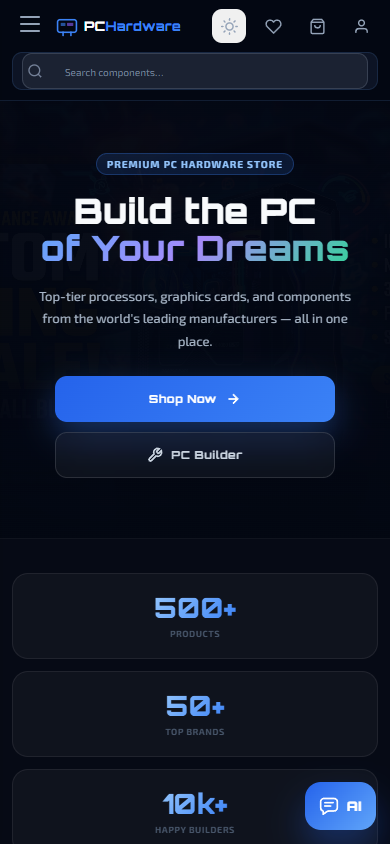 PCHardware
Search components...
PREMIUM PC HARDWARE STORE
Build the PC
of Your Dreams
Top-tier processors, graphics cards, and components
from the world's leading manufacturers — all in one
place.
Shop Now
PC Builder
500+
PRODUCTS
50+
TOP BRANDS
10k+
HAPPY BUILDERS
AI